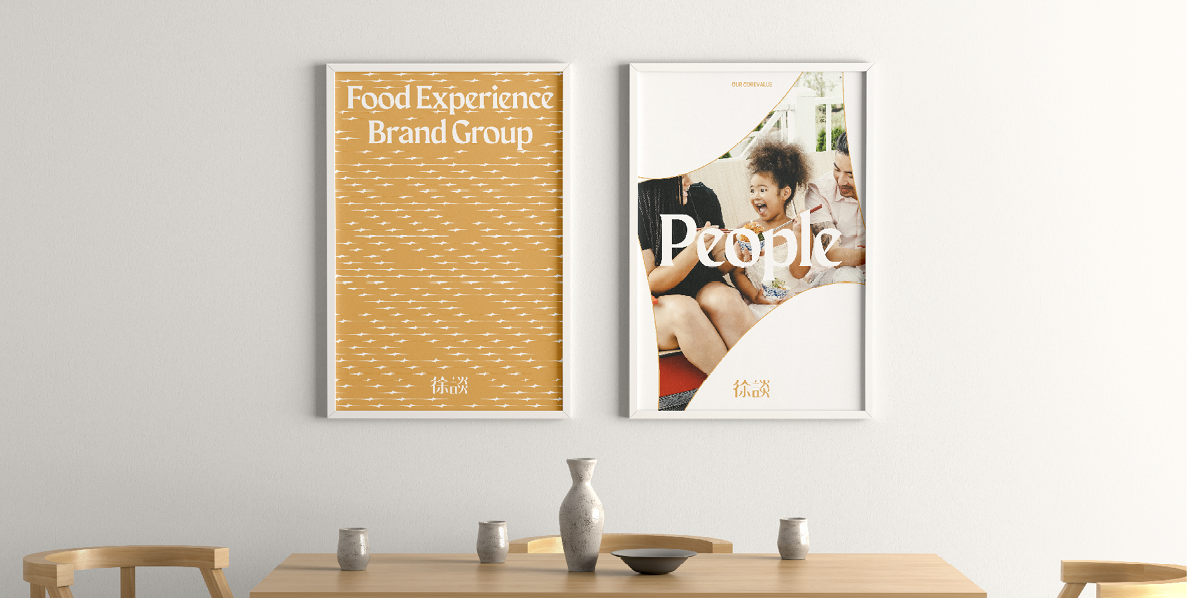 Food Experience
Brand Group
徐談
OUR CORE VALUE
People
徐談